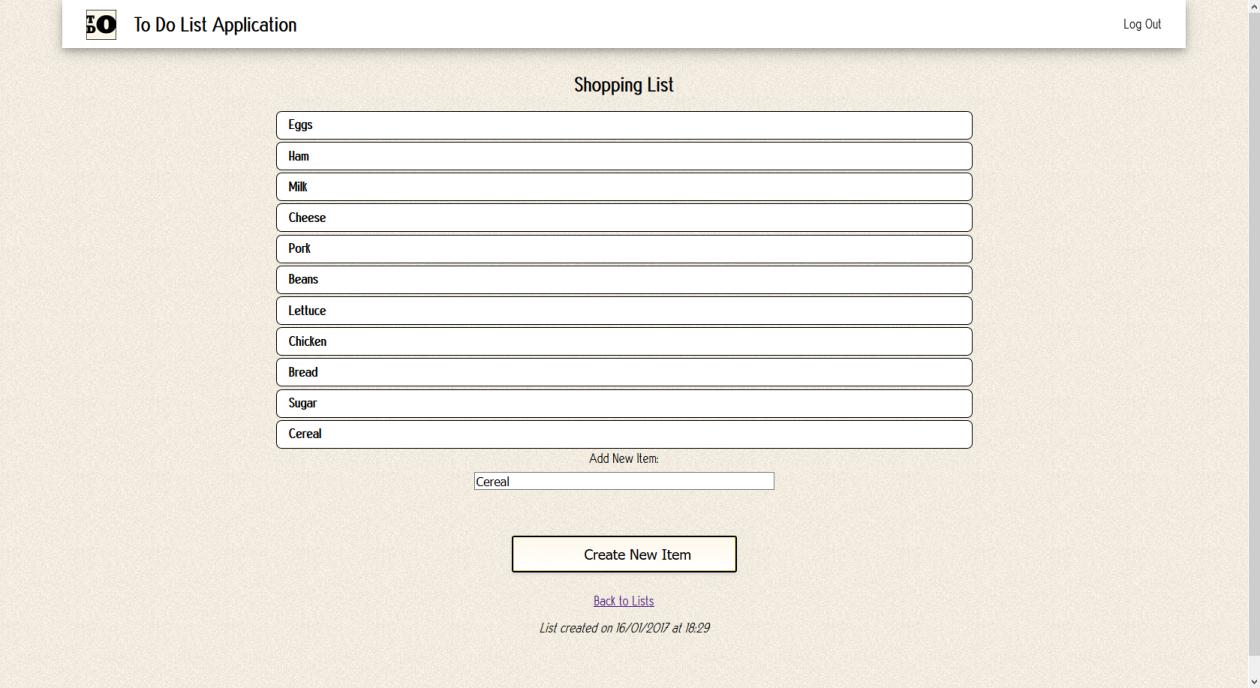 TO DO To Do List Application Log Out
Shopping List
Eggs
Ham
Milk
Cheese
Pork
Beans
Lettuce
Chicken
Bread
Sugar
Cereal
Add New Item:
Cereal
Create New Item
Back to Lists
List created on 16/01/2017 at 18:29